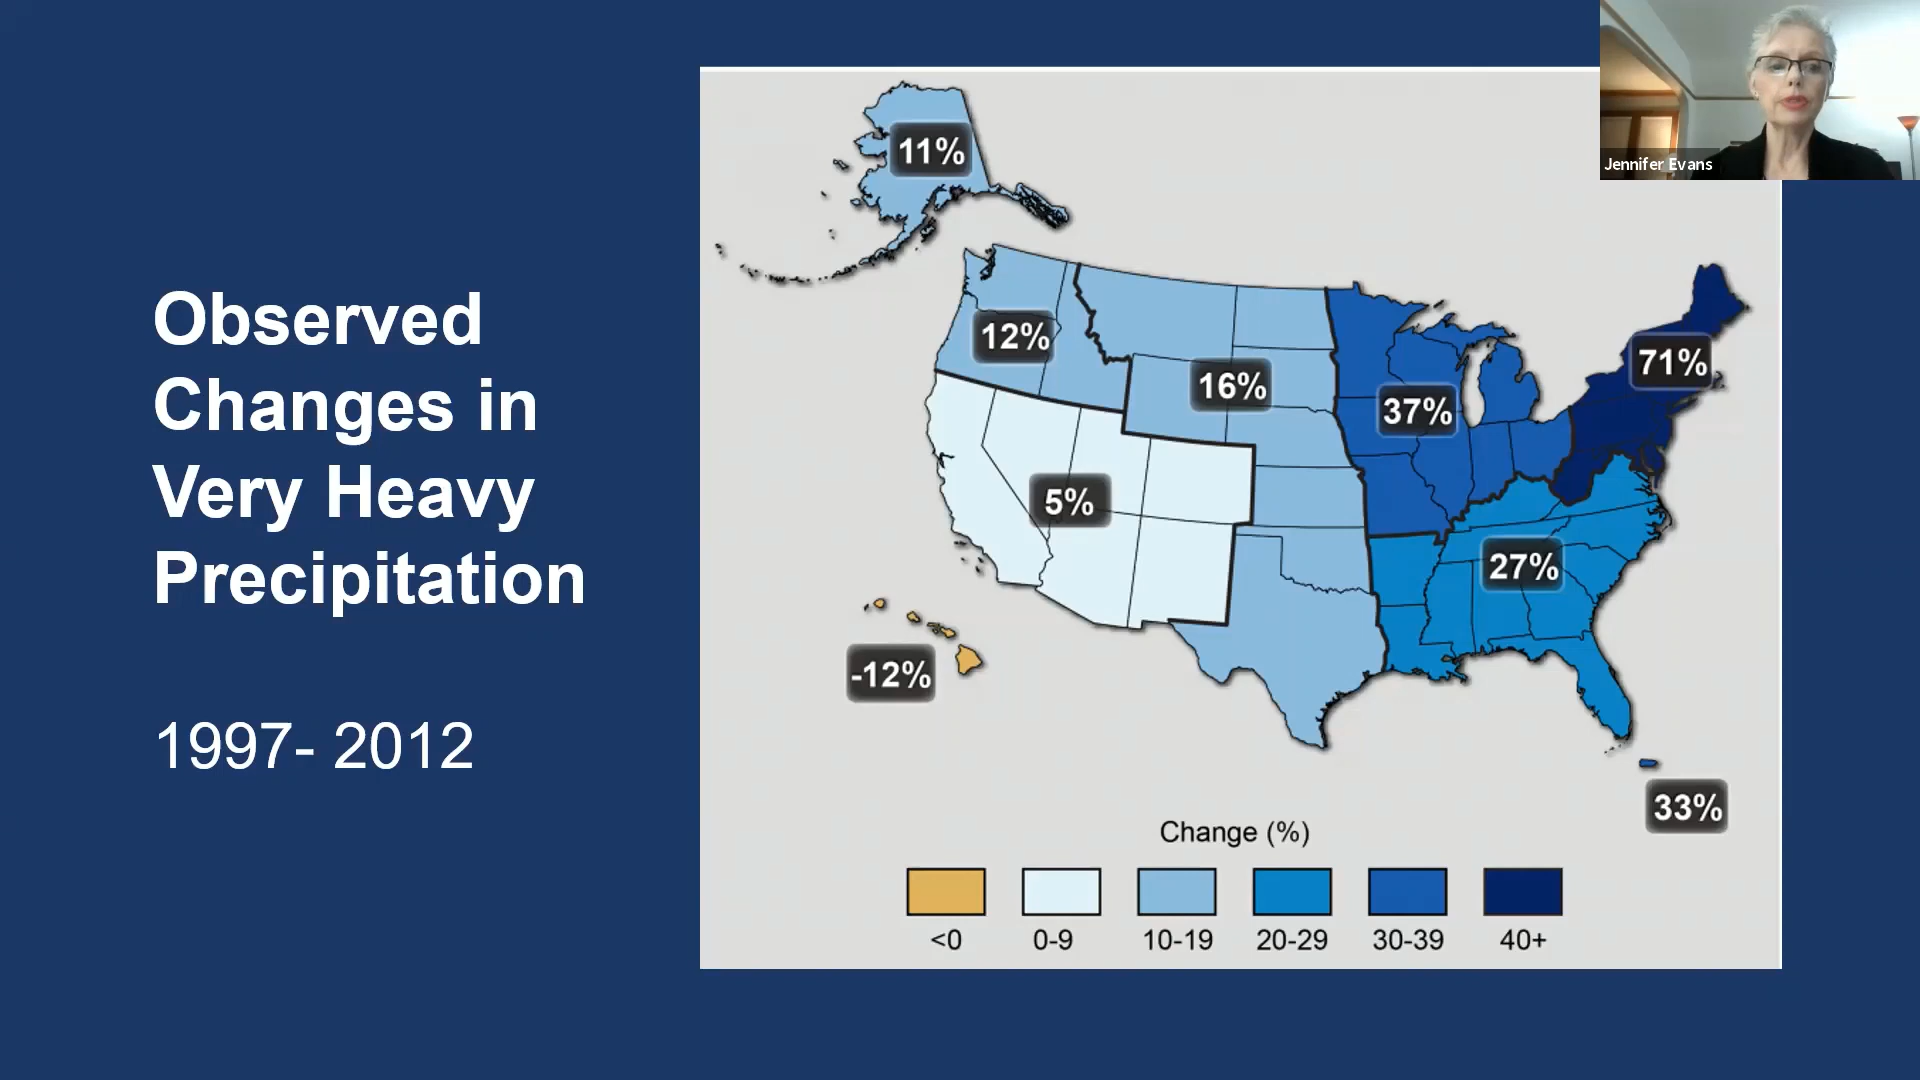 Observed
Changes in
Very Heavy
Precipitation
1997- 2012
11%
12%
16%
37%
71%
5%
27%
-12%
33%
Change (%)
<0
0-9
10-19
20-29
30-39
40+
Jennifer Evans